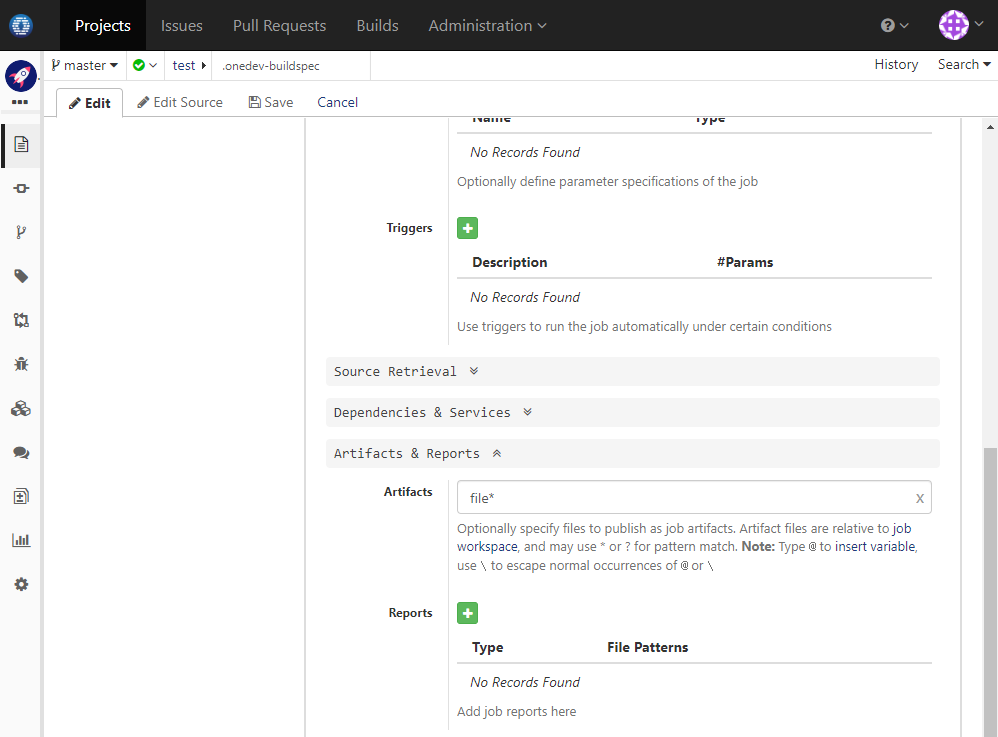 Projects Issues Pull Requests Builds Administration
master test .onedev-buildspec History Search
Edit Edit Source Save Cancel
Name Type
No Records Found
Optionally define parameter specifications of the job
Triggers
Description #Params
No Records Found
Use triggers to run the job automatically under certain conditions
Source Retrieval
Dependencies & Services
Artifacts & Reports
Artifacts
file* x
Optionally specify files to publish as job artifacts. Artifact files are relative to job
workspace, and may use * or ? for pattern match. Note: Type @ to insert variable,
use \ to escape normal occurrences of @ or \
Reports
Type File Patterns
No Records Found
Add job reports here